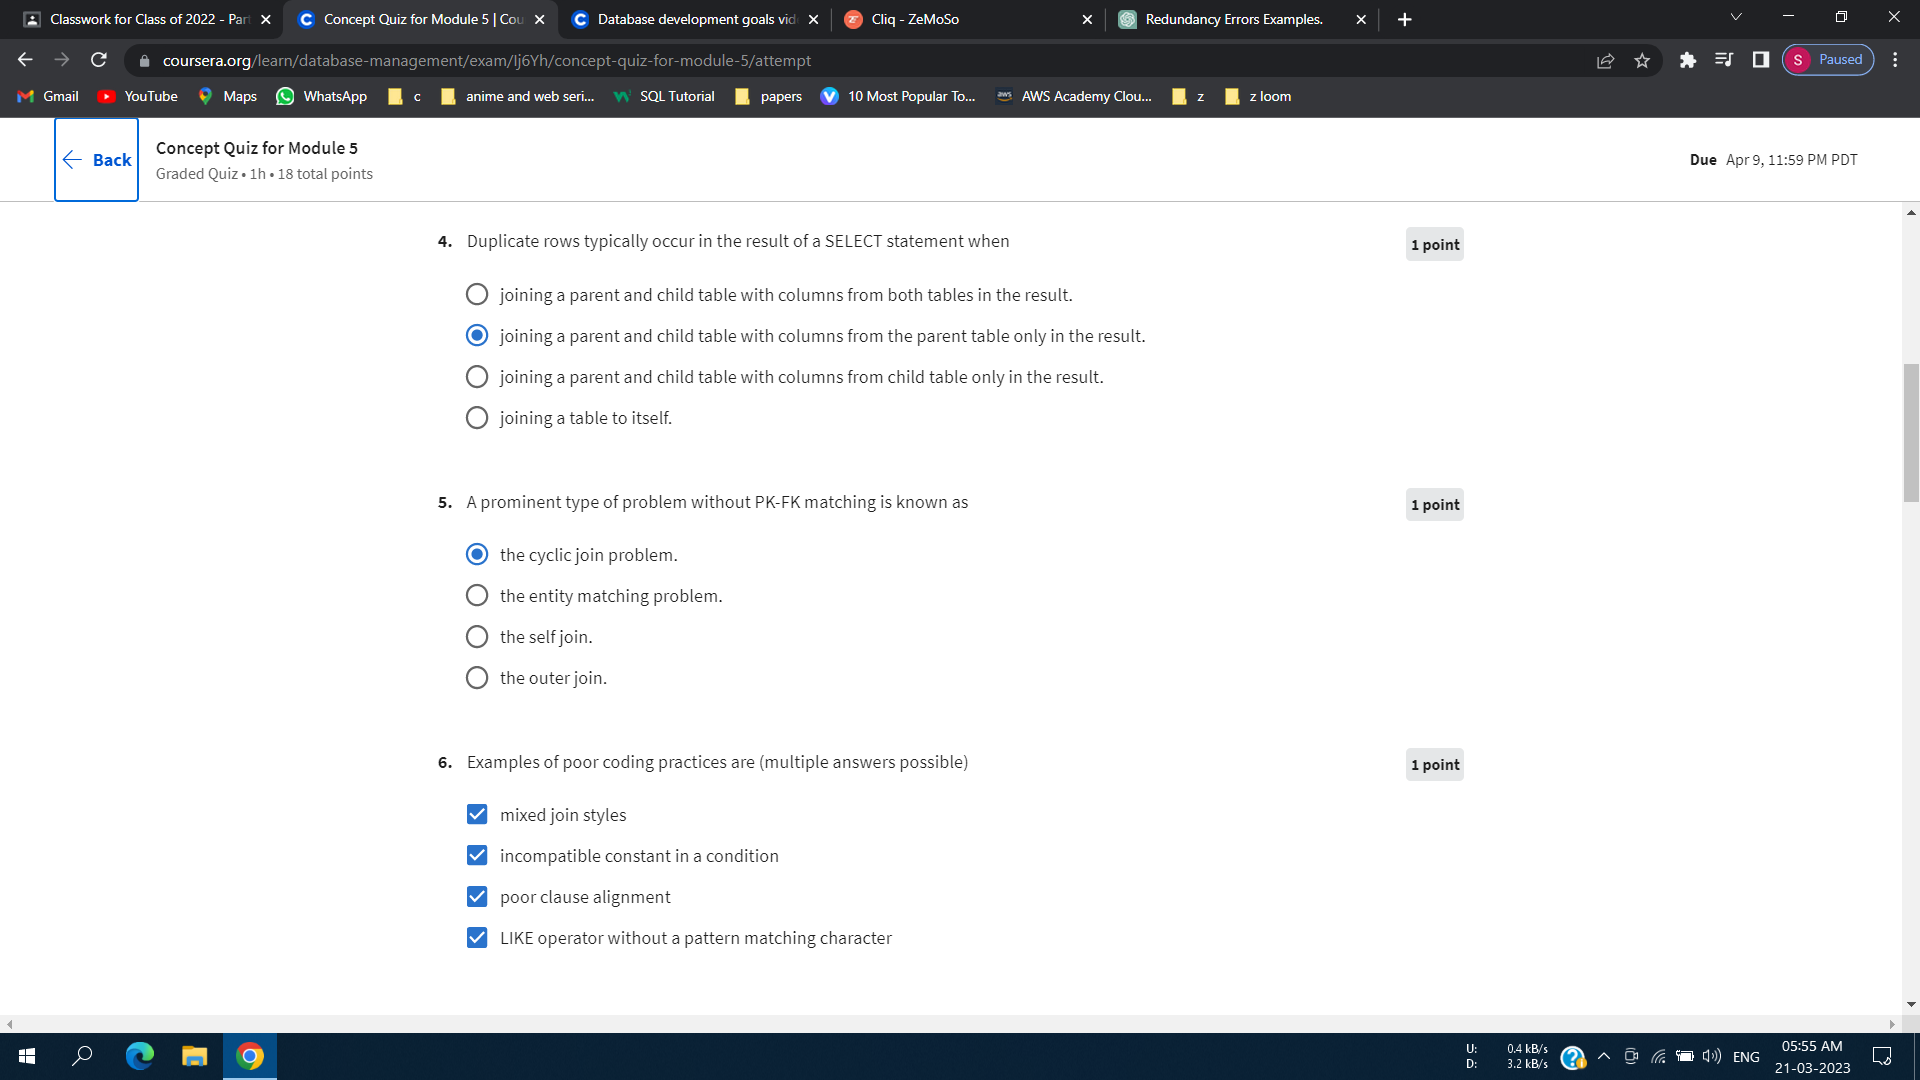 Classwork for Class of 2022 - Par
Concept Quiz for Module 5 | Cou
Database development goals vid
Cliq - ZeMoSo
Redundancy Errors Examples.
coursera.org/learn/database-management/exam/Ij6Yh/concept-quiz-for-module-5/attempt
S Paused
Gmail YouTube Maps WhatsApp c anime and web seri... SQL Tutorial papers 10 Most Popular To... AWS Academy Clou... z z loom
Back
Concept Quiz for Module 5
Graded Quiz • 1h • 18 total points
Due Apr 9, 11:59 PM PDT
4. Duplicate rows typically occur in the result of a SELECT statement when
1 point
joining a parent and child table with columns from both tables in the result.
joining a parent and child table with columns from the parent table only in the result.
joining a parent and child table with columns from child table only in the result.
joining a table to itself.
5. A prominent type of problem without PK-FK matching is known as
1 point
the cyclic join problem.
the entity matching problem.
the self join.
the outer join.
6. Examples of poor coding practices are (multiple answers possible)
1 point
mixed join styles
incompatible constant in a condition
poor clause alignment
LIKE operator without a pattern matching character
U: 0.4 kB/s
D: 3.2 kB/s
ENG
05:55 AM
21-03-2023